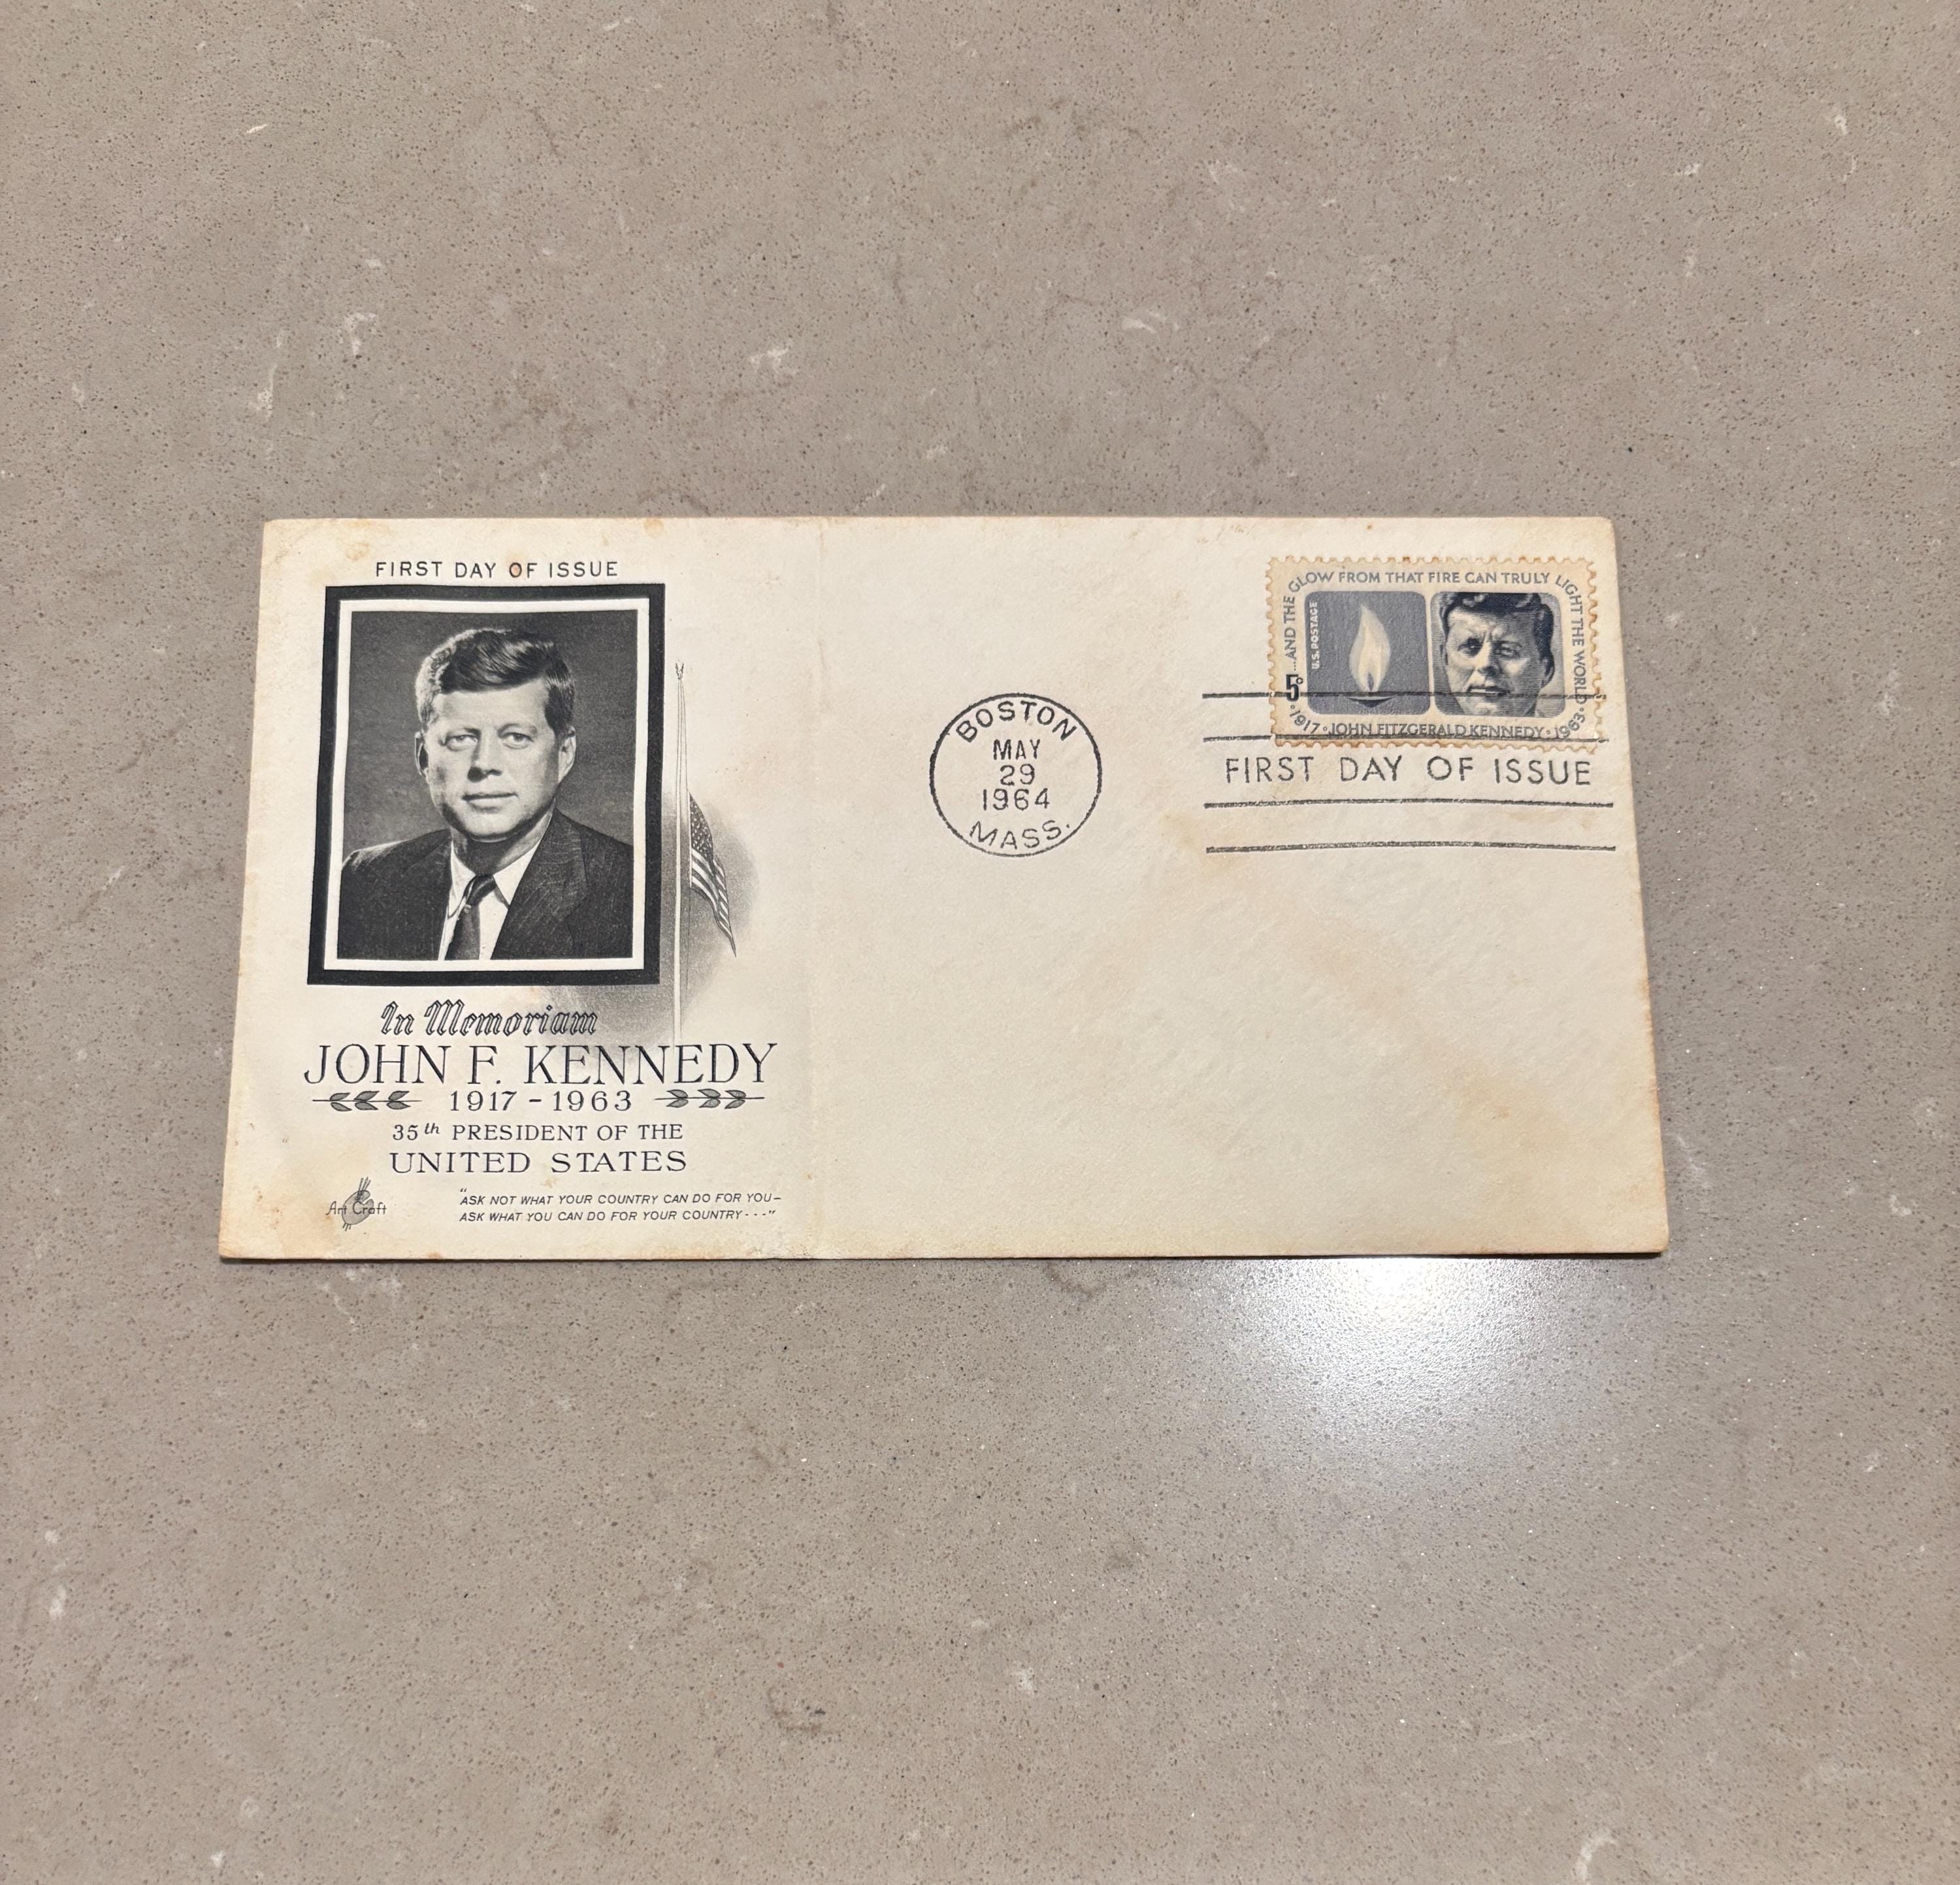 FIRST DAY OF ISSUE
In Memoriam
JOHN F. KENNEDY
1917 - 1963
35th PRESIDENT OF THE
UNITED STATES
Art Craft
"ASK NOT WHAT YOUR COUNTRY CAN DO FOR YOU–
ASK WHAT YOU CAN DO FOR YOUR COUNTRY - - -"
BOSTON
MAY
29
1964
MASS.
...AND THE GLOW FROM THAT FIRE CAN TRULY LIGHT THE WORLD
U.S. POSTAGE
5c
•1917•JOHN FITZGERALD KENNEDY•1963•
FIRST DAY OF ISSUE